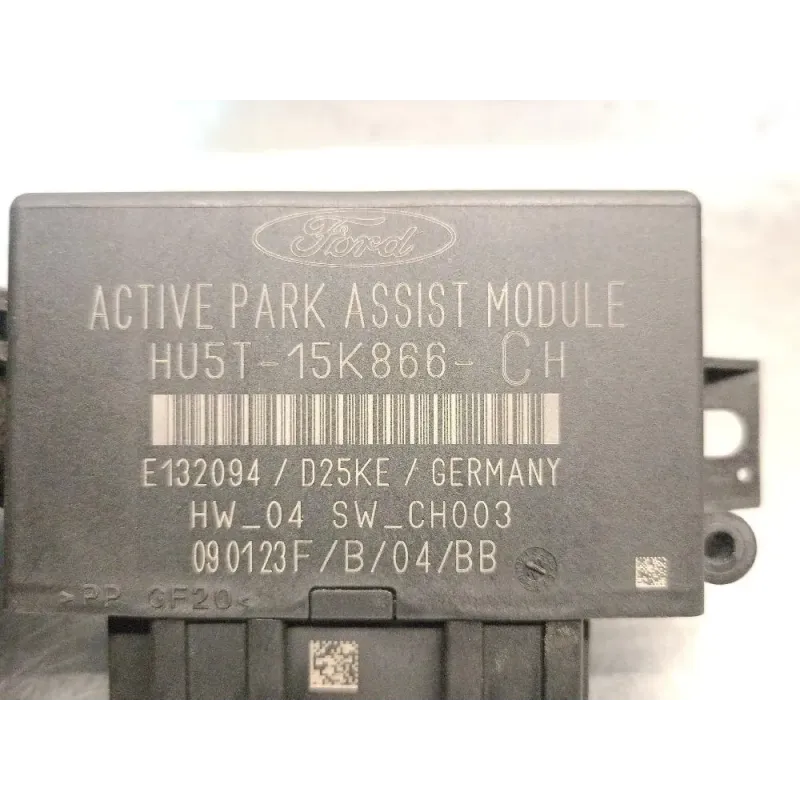 Ford
ACTIVE PARK ASSIST MODULE
HU5T-15K866-CH
E132094 / D25KE / GERMANY
HW_04 SW_CH003
090123F/B/04/BB
>PP GF20<